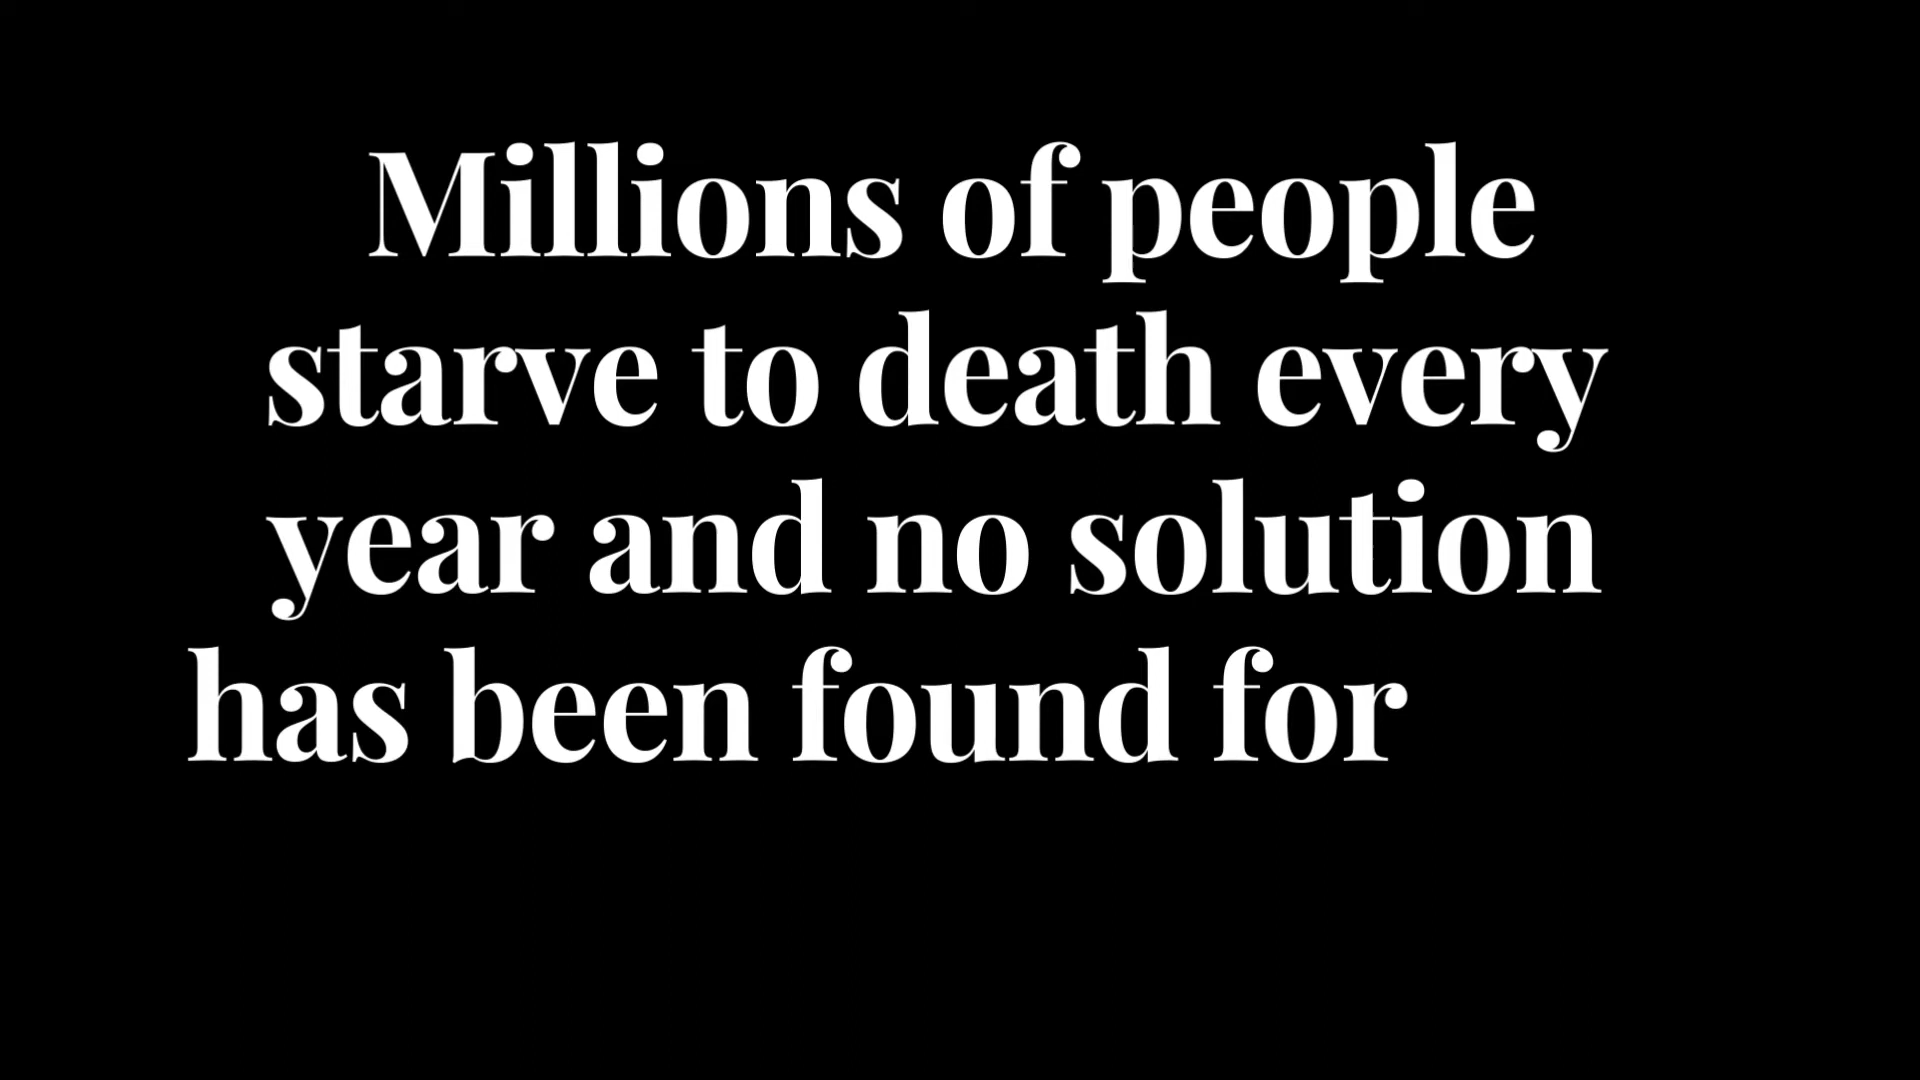 Millions of people
starve to death every
year and no solution
has been found for